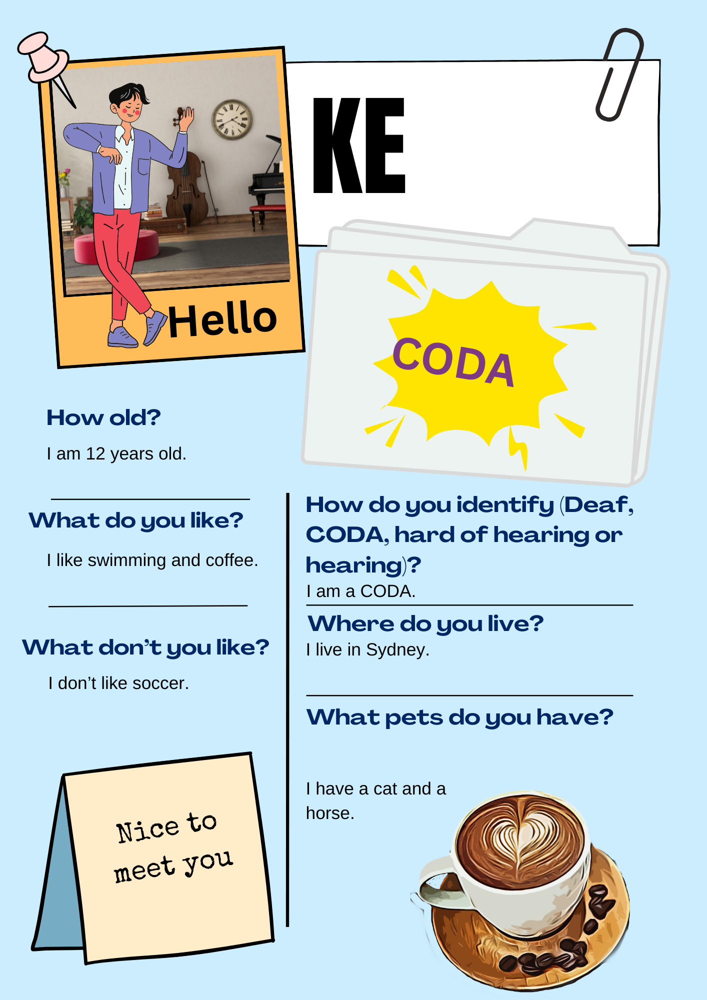 KE
Hello
CODA
How old?
I am 12 years old.
What do you like?
I like swimming and coffee.
What don’t you like?
I don’t like soccer.
Nice to
meet you
How do you identify (Deaf,
CODA, hard of hearing or
hearing)?
I am a CODA.
Where do you live?
I live in Sydney.
What pets do you have?
I have a cat and a
horse.